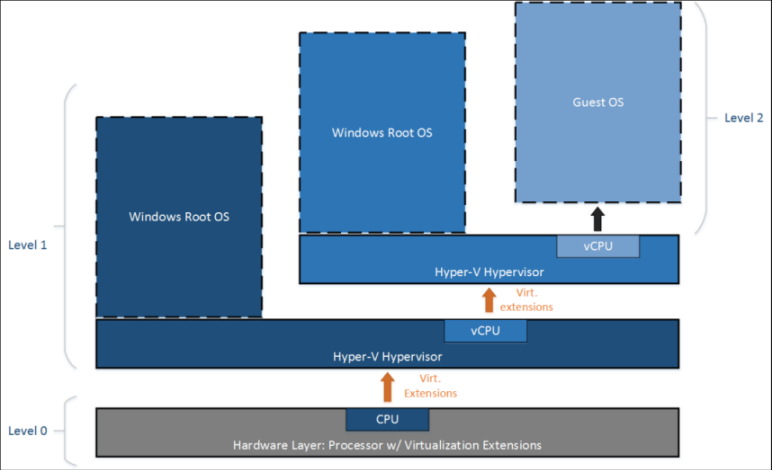 Guest OS
Level 2
Windows Root OS
Windows Root OS
Level 1
vCPU
Hyper-V Hypervisor
Virt.
extensions
vCPU
Hyper-V Hypervisor
Virt.
Extensions
CPU
Level 0
Hardware Layer: Processor w/ Virtualization Extensions